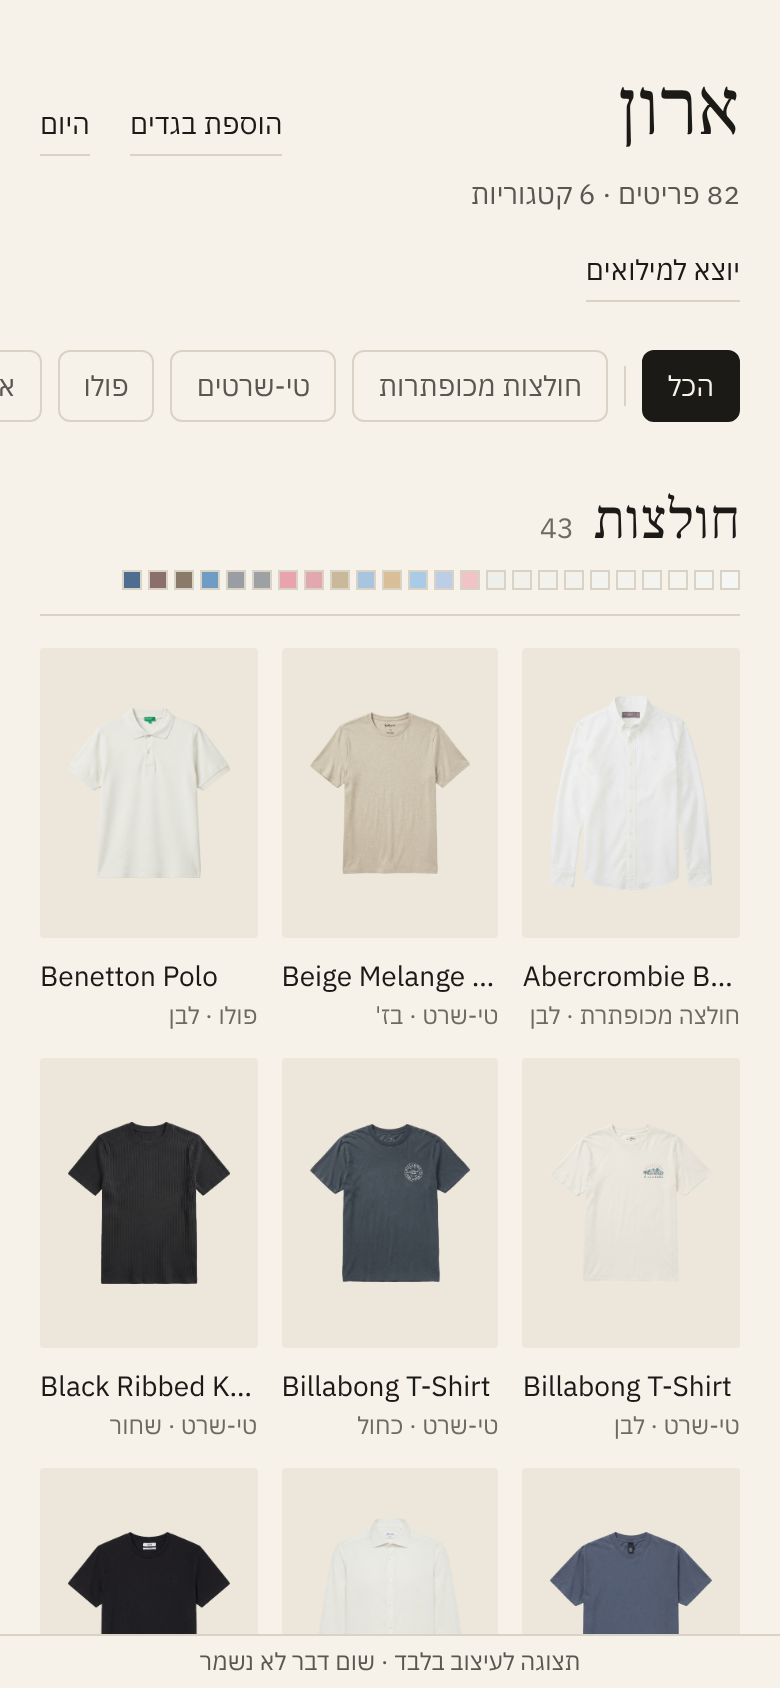 ארון
הוספת בגדים
היום
82 פריטים · 6 קטגוריות
יוצא למילואים
הכל
חולצות מכופתרות
טי-שרטים
פולו
א
חולצות 43
Abercrombie B...
חולצה מכופתרת · לבן
Beige Melange ...
טי-שרט · בז'
Benetton Polo
פולו · לבן
Billabong T-Shirt
טי-שרט · לבן
Billabong T-Shirt
טי-שרט · כחול
Black Ribbed K...
טי-שרט · שחור
תצוגה לעיצוב בלבד · שום דבר לא נשמר